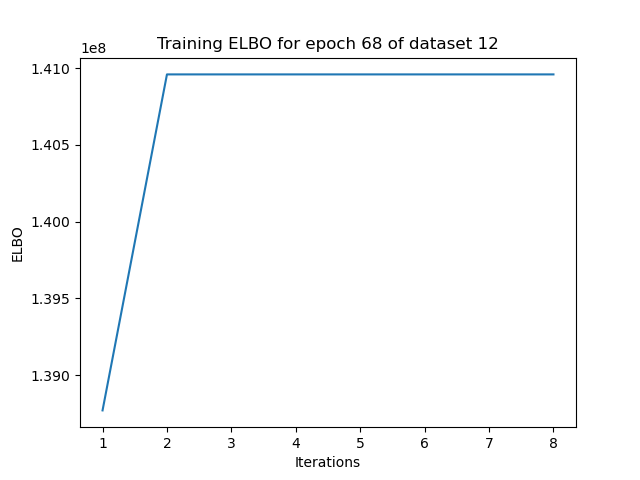 Training ELBO for epoch 68 of dataset 12
1e8
1.410
1.405
1.400
1.395
1.390
ELBO
1 2 3 4 5 6 7 8
Iterations